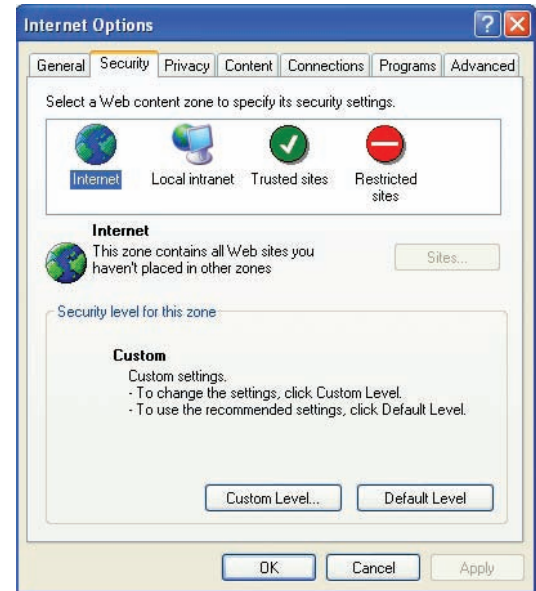 Internet Options
General Security Privacy Content Connections Programs Advanced
Select a Web content zone to specify its security settings.
Internet Local intranet Trusted sites Restricted sites
Internet
This zone contains all Web sites you
haven't placed in other zones
Sites...
Security level for this zone
Custom
Custom settings.
- To change the settings, click Custom Level.
- To use the recommended settings, click Default Level.
Custom Level... Default Level
OK Cancel Apply